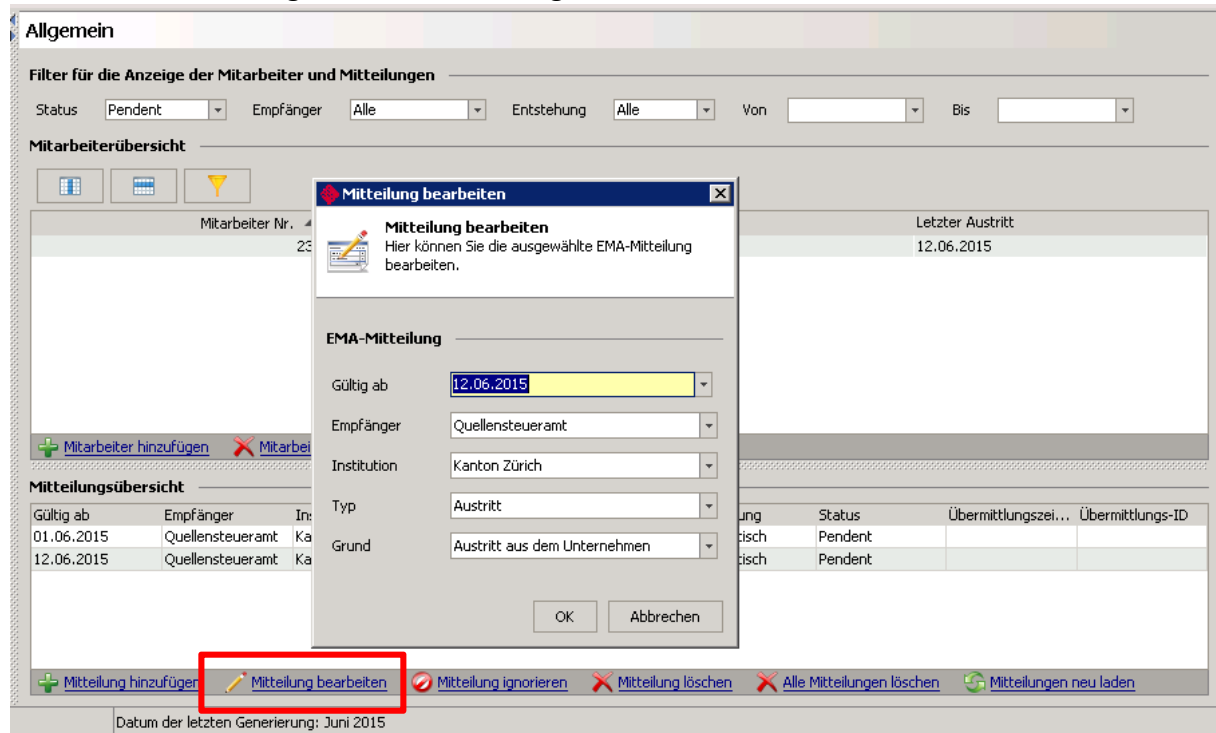 Allgemein
Filter für die Anzeige der Mitarbeiter und Mitteilungen
Status Pendent Empfänger Alle Entstehung Alle Von Bis
Mitarbeiterübersicht
Mitarbeiter Nr. Letzter Austritt
23 12.06.2015
Mitteilung bearbeiten
Mitteilung bearbeiten
Hier können Sie die ausgewählte EMA-Mitteilung
bearbeiten.
EMA-Mitteilung
Gültig ab 12.06.2015
Empfänger Quellensteueramt
Institution Kanton Zürich
Typ Austritt
Grund Austritt aus dem Unternehmen
OK Abbrechen
Mitarbeiter hinzufügen Mitarbei
Mitteilungsübersicht
Gültig ab Empfänger In ung Status Übermittlungszei... Übermittlungs-ID
01.06.2015 Quellensteueramt Ka tisch Pendent
12.06.2015 Quellensteueramt Ka tisch Pendent
Mitteilung hinzufügen Mitteilung bearbeiten Mitteilung ignorieren Mitteilung löschen Alle Mitteilungen löschen Mitteilungen neu laden
Datum der letzten Generierung: Juni 2015